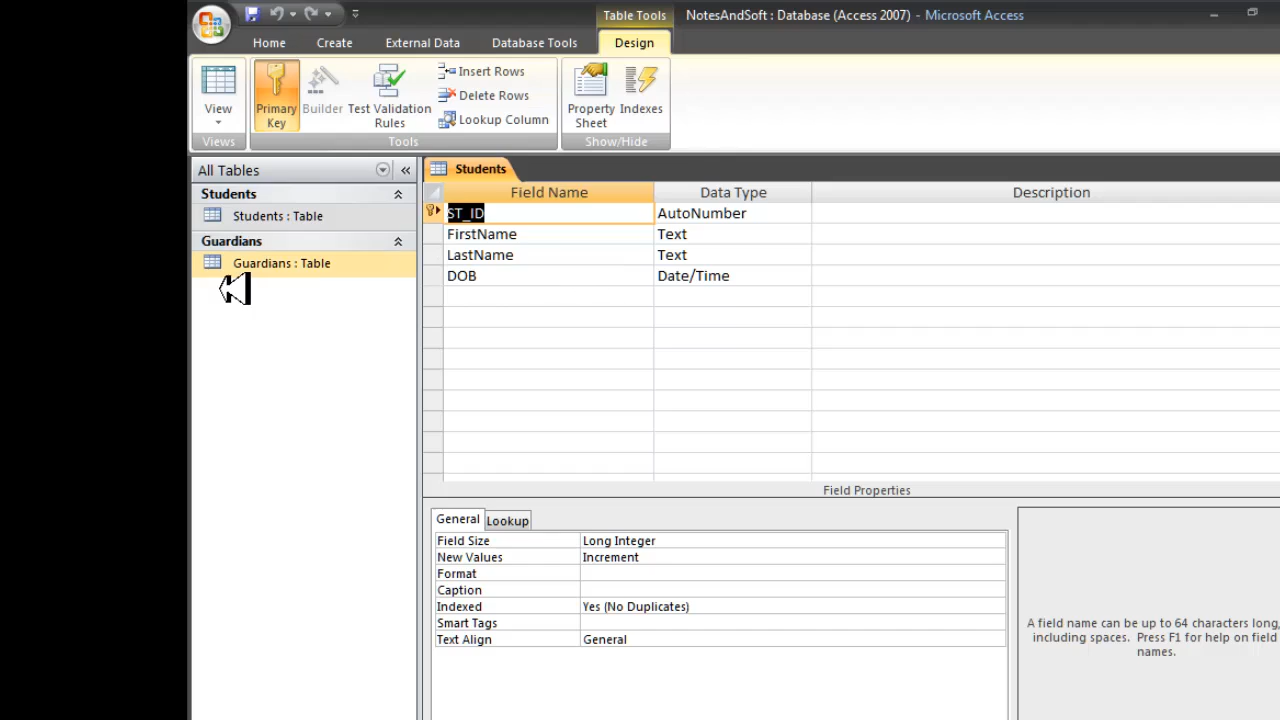 Table Tools
NotesAndSoft : Database (Access 2007) - Microsoft Access
Home
Create
External Data
Database Tools
Design
View
Primary Key
Builder
Test Validation Rules
Insert Rows
Delete Rows
Lookup Column
Property Sheet
Indexes
Views
Tools
Show/Hide
All Tables
«
Students
Students : Table
Guardians
Guardians : Table
Students
Field Name
Data Type
Description
ST_ID
AutoNumber
FirstName
Text
LastName
Text
DOB
Date/Time
Field Properties
General
Lookup
Field Size
Long Integer
New Values
Increment
Format
Caption
Indexed
Yes (No Duplicates)
Smart Tags
Text Align
General
A field name can be up to 64 characters long,
including spaces. Press F1 for help on field
names.